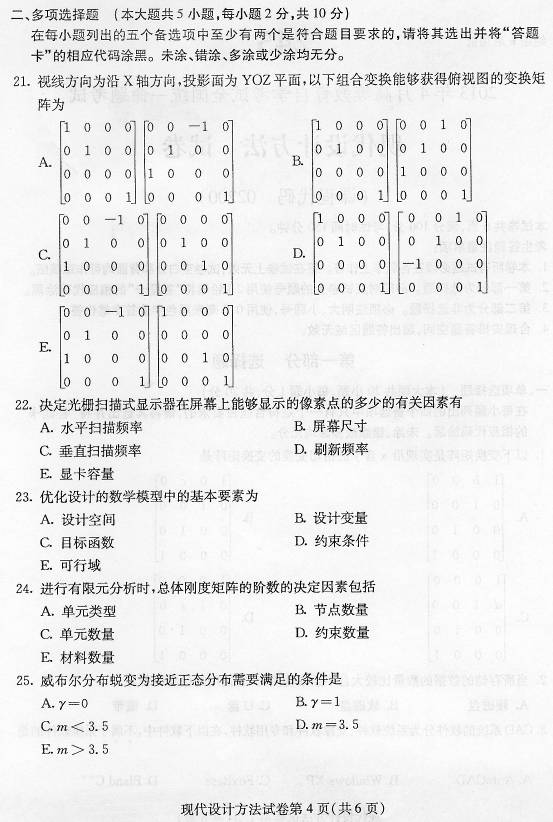 二、多项选择题 (本大题共5小题,每小题2分,共10分)
在每小题列出的五个备选项中至少有两个是符合题目要求的,请将其选出并将“答题
卡”的相应代码涂黑。未涂、错涂、多涂或少涂均无分。
21. 视线方向为沿X轴方向,投影面为YOZ平面,以下组合变换能够获得俯视图的变换矩
阵为
1 0 0 0 0 0 −1 0 1 0 0 0 0 0 1 0
0 1 0 0 0 1 0 0 0 1 0 0 0 1 0 0
A. 0 0 0 0 1 0 0 0 B. 0 0 0 0 1 0 0 0
0 0 0 1 0 0 0 1 0 0 0 1 0 0 0 1
0 0 −1 0 0 0 0 0 1 0 0 0 0 0 1 0
C. 0 1 0 0 0 1 0 0 D. 0 1 0 0 0 1 0 0
1 0 0 0 0 0 1 0 0 0 0 0 −1 0 0 0
0 0 0 1 0 0 0 1 0 0 0 1 0 0 0 1
0 0 −1 0 1 0 0 0
0 1 0 0 0 0 0 0
E. 1 0 0 0 0 0 1 0
0 0 0 1 0 0 0 1
22. 决定光栅扫描式显示器在屏幕上能够显示的像素点的多少的有关因素有
A. 水平扫描频率 B. 屏幕尺寸
C. 垂直扫描频率 D. 刷新频率
E. 显卡容量
23. 优化设计的数学模型中的基本要素为
A. 设计空间 B. 设计变量
C. 目标函数 D. 约束条件
E. 可行域
24. 进行有限元分析时,总体刚度矩阵的阶数的决定因素包括
A. 单元类型 B. 节点数量
C. 单元数量 D. 约束数量
E. 材料数量
25. 威布尔分布蜕变为接近正态分布需要满足的条件是
A. γ=0 B. γ=1
C. m<3.5 D. m=3.5
E. m>3.5
现代设计方法试卷第4页(共6页)